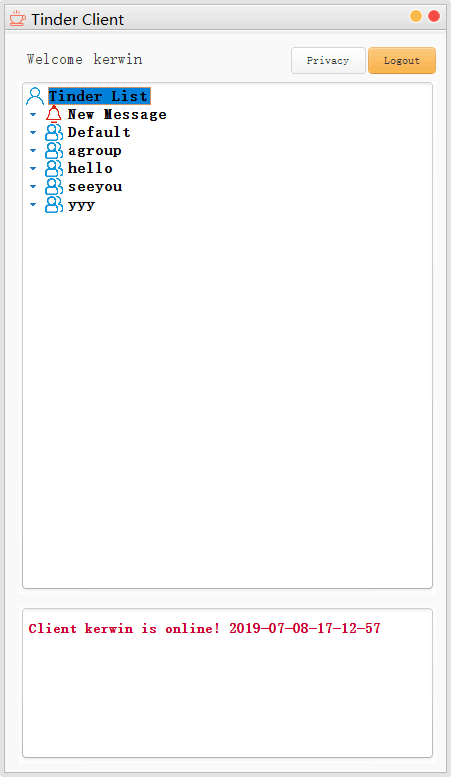 Tinder Client
Welcome kerwin
Privacy
Logout
Tinder List
New Message
Default
agroup
hello
seeyou
yyy
Client kerwin is online! 2019-07-08-17-12-57